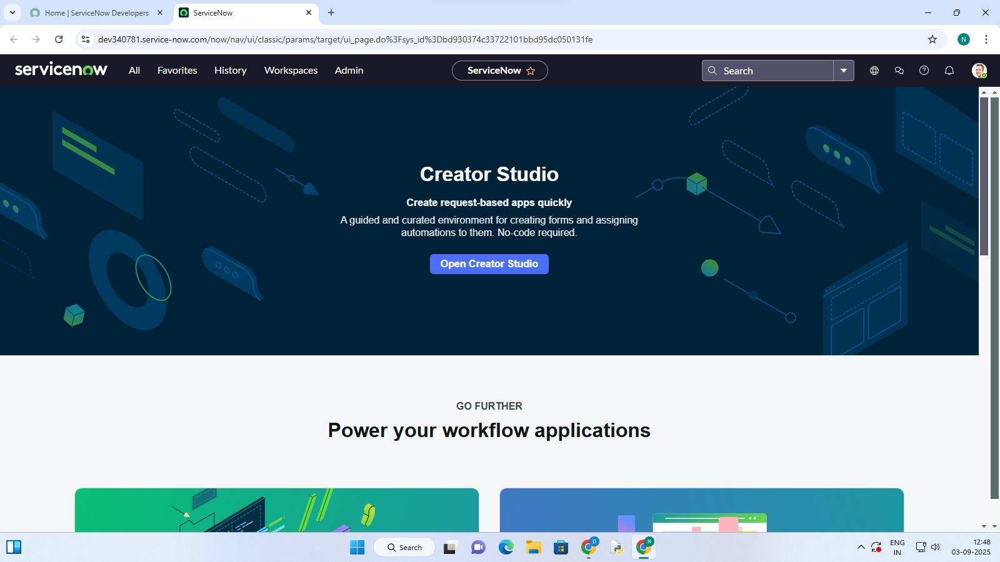 Home | ServiceNow Developers
ServiceNow
dev340781.service-now.com/now/nav/ui/classic/params/target/ui_page.do%3Fsys_id%3Dbd930374c33722101bbd95dc050131fe
N
servicenow
All
Favorites
History
Workspaces
Admin
ServiceNow
Search
Creator Studio
Create request-based apps quickly
A guided and curated environment for creating forms and assigning
automations to them. No-code required.
Open Creator Studio
GO FURTHER
Power your workflow applications
Search
D
N
ENG
IN
12:48
03-09-2025